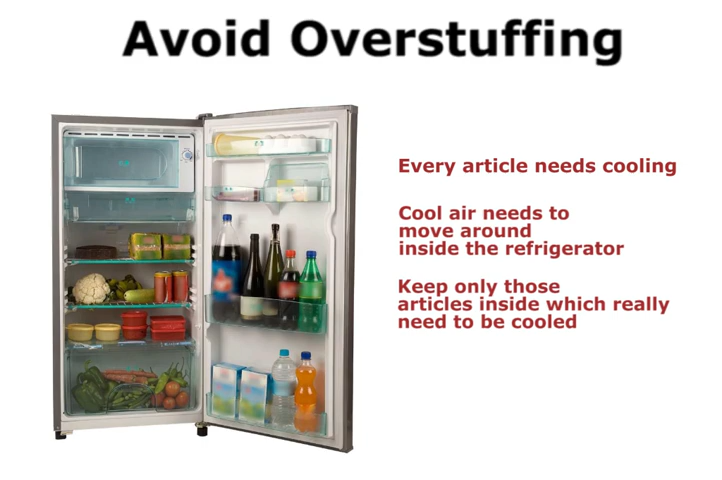 Avoid Overstuffing
Every article needs cooling
Cool air needs to
move around
inside the refrigerator
Keep only those
articles inside which really
need to be cooled